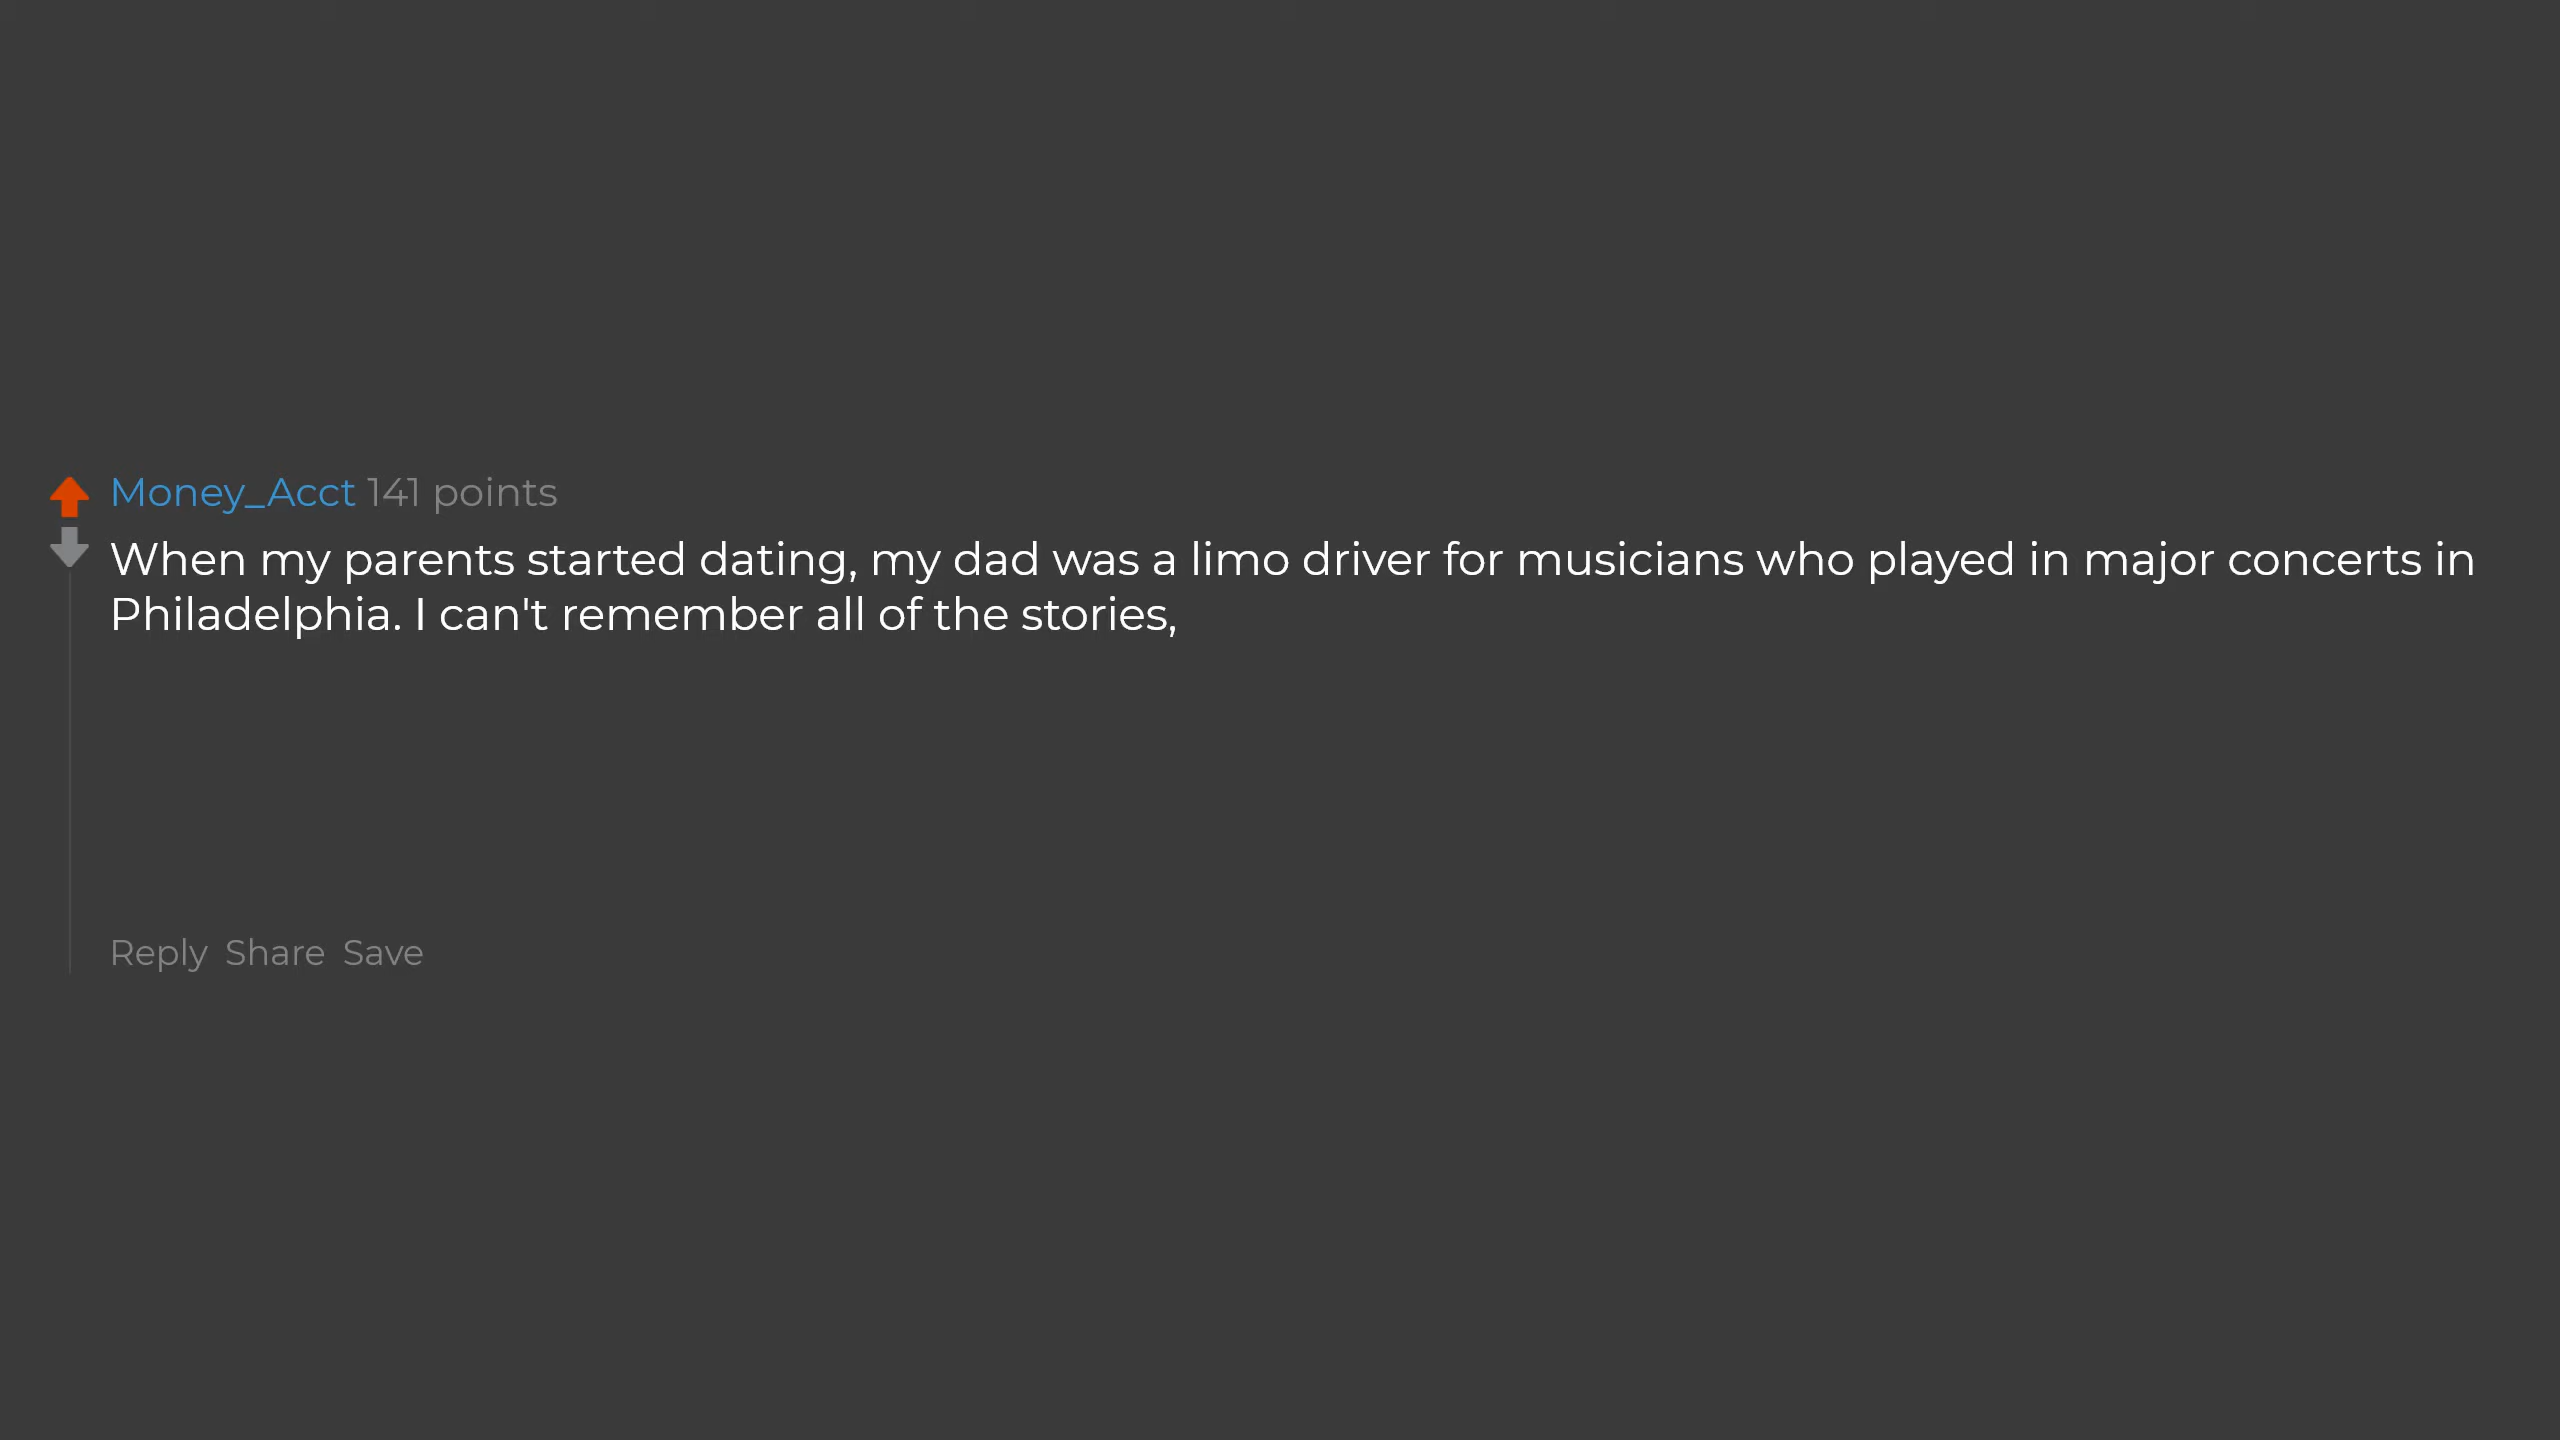 Money_Acct 141 points
When my parents started dating, my dad was a limo driver for musicians who played in major concerts in
Philadelphia. I can't remember all of the stories,
Reply Share Save